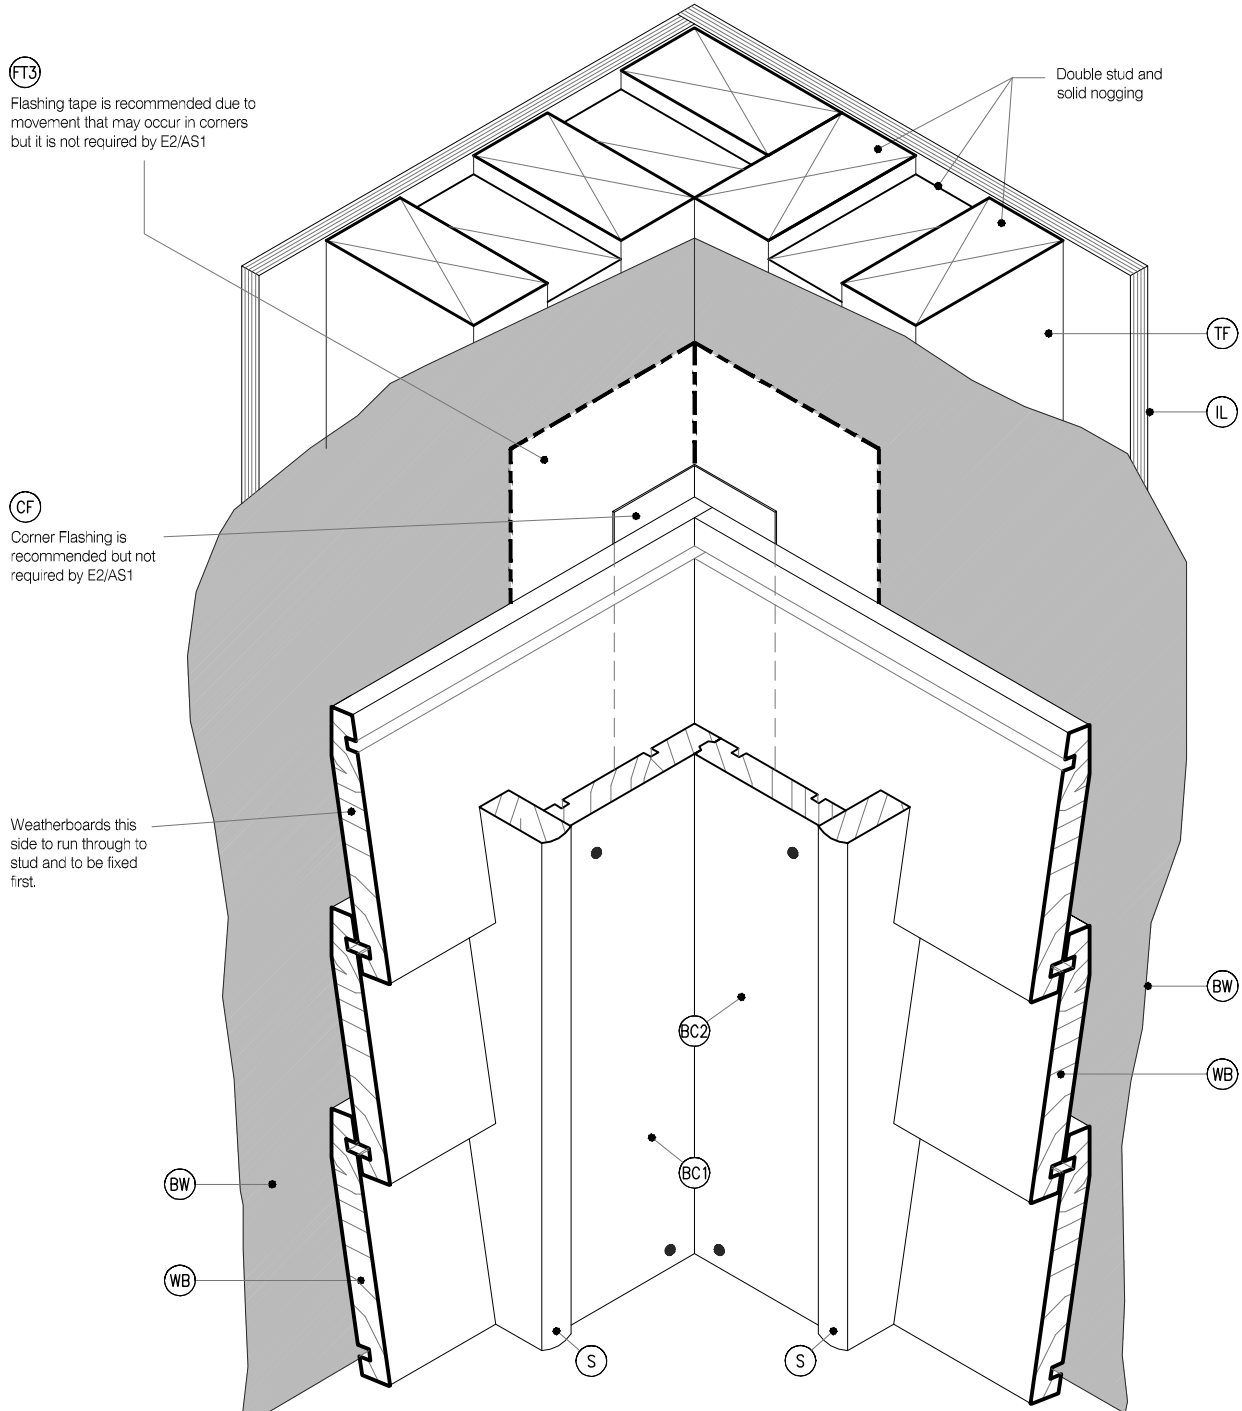 FT3
Flashing tape is recommended due to
movement that may occur in corners
but it is not required by E2/AS1
Double stud and
solid nogging
TF
IL
CF
Corner Flashing is
recommended but not
required by E2/AS1
Weatherboards this
side to run through to
stud and to be fixed
first.
BW
BC2
WB
BC1
BW
WB
S
S